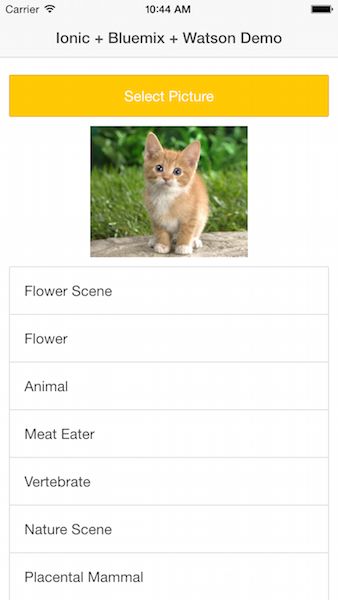 Carrier 10:44 AM
Ionic + Bluemix + Watson Demo
Select Picture
Flower Scene
Flower
Animal
Meat Eater
Vertebrate
Nature Scene
Placental Mammal